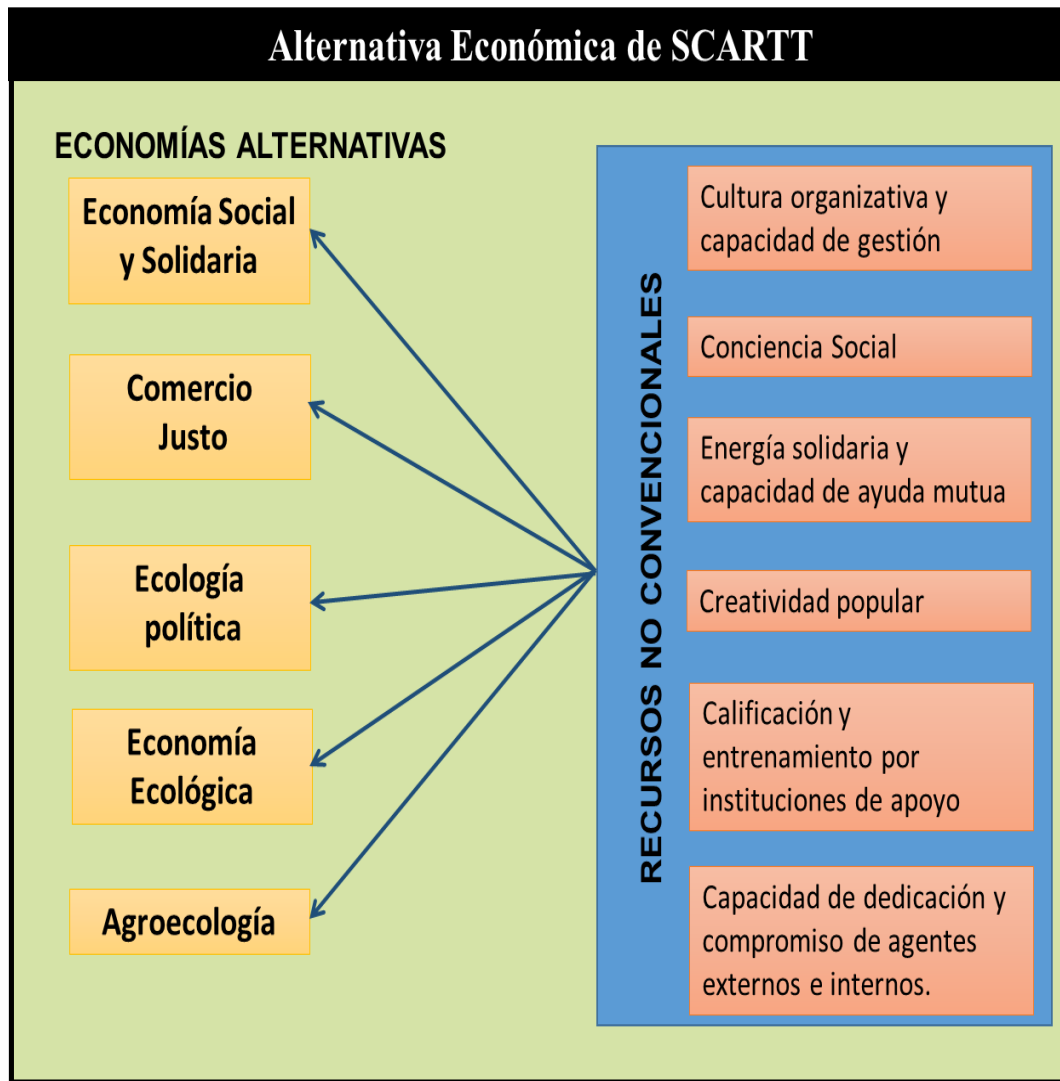 Alternativa Económica de SCARTT
ECONOMÍAS ALTERNATIVAS
Economía Social
y Solidaria
Comercio
Justo
Ecología
política
Economía
Ecológica
Agroecología
RECURSOS NO CONVENCIONALES
Cultura organizativa y
capacidad de gestión
Conciencia Social
Energía solidaria y
capacidad de ayuda mutua
Creatividad popular
Calificación y
entrenamiento por
instituciones de apoyo
Capacidad de dedicación y
compromiso de agentes
externos e internos.